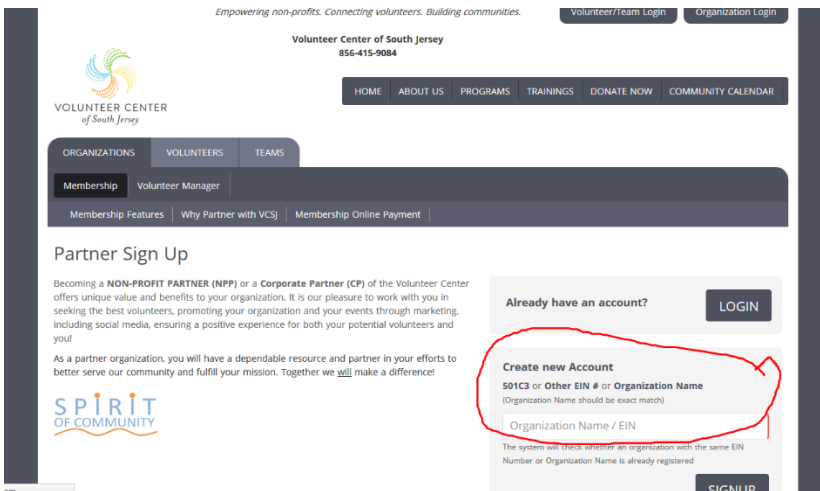 Empowering non-profits. Connecting volunteers. Building communities.
Volunteer/Team Login
Organization Login
Volunteer Center of South Jersey
856-415-9084
VOLUNTEER CENTER
of South Jersey
HOME ABOUT US PROGRAMS TRAININGS DONATE NOW COMMUNITY CALENDAR
ORGANIZATIONS VOLUNTEERS TEAMS
Membership Volunteer Manager
Membership Features Why Partner with VCSJ Membership Online Payment
Partner Sign Up
Becoming a NON-PROFIT PARTNER (NPP) or a Corporate Partner (CP) of the Volunteer Center
offers unique value and benefits to your organization. It is our pleasure to work with you in
seeking the best volunteers, promoting your organization and your events through marketing,
including social media, ensuring a positive experience for both your potential volunteers and
you!
As a partner organization, you will have a dependable resource and partner in your efforts to
better serve our community and fulfill your mission. Together we will make a difference!
SPIRIT
OF COMMUNITY
Already have an account?
LOGIN
Create new Account
501C3 or Other EIN # or Organization Name
(Organization Name should be exact match)
Organization Name / EIN
The system will check whether an organization with the same EIN
Number or Organization Name is already registered
SIGNUP